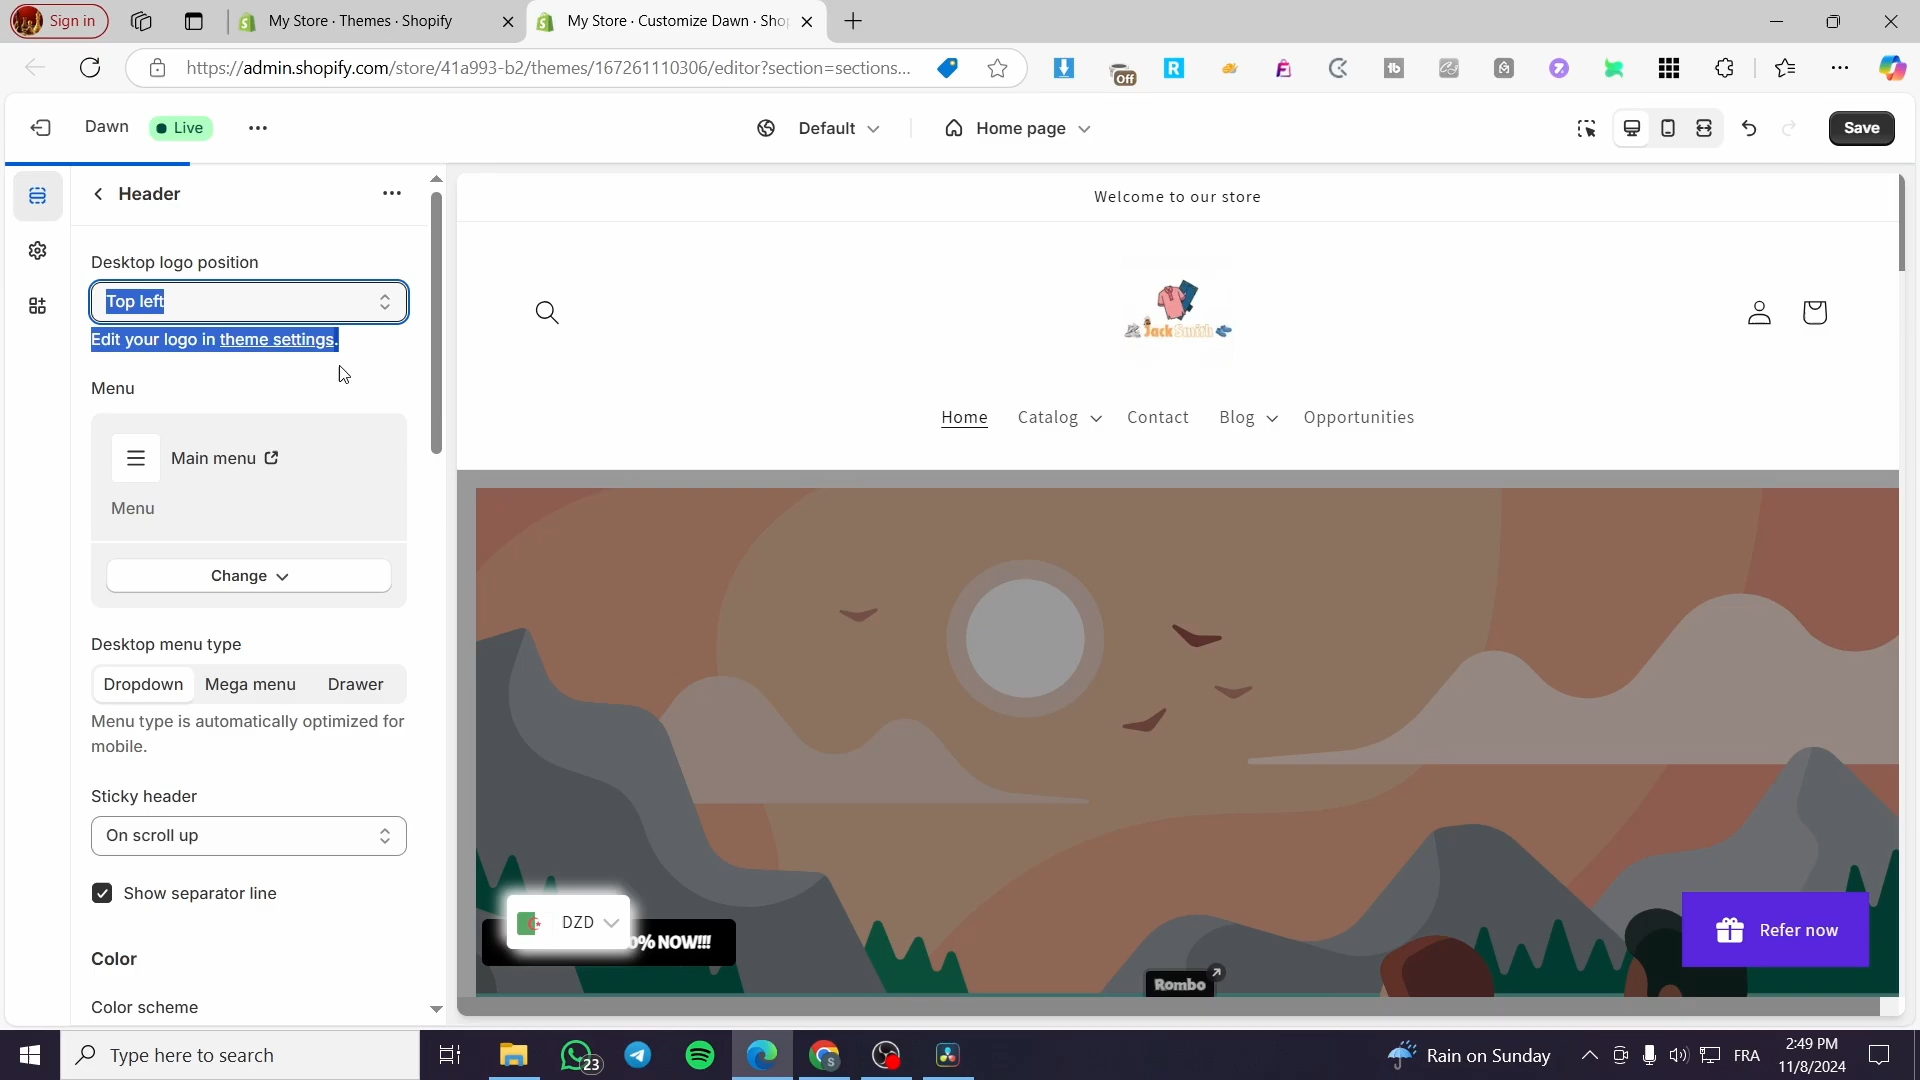 Sign in
My Store · Themes · Shopify
My Store · Customize Dawn · Sho
https://admin.shopify.com/store/41a993-b2/themes/167261110306/editor?section=sections...
Off
Dawn
Live
Default
Home page
Save
Header
Desktop logo position
Top left
Edit your logo in theme settings.
Menu
Main menu
Menu
Change
Desktop menu type
Dropdown
Mega menu
Drawer
Menu type is automatically optimized for
mobile.
Sticky header
On scroll up
Show separator line
Color
Color scheme
Welcome to our store
Jack Smith
Home
Catalog
Contact
Blog
Opportunities
DZD
0% NOW!!!
Rombo
Refer now
Type here to search
23
Rain on Sunday
FRA
2:49 PM
11/8/2024